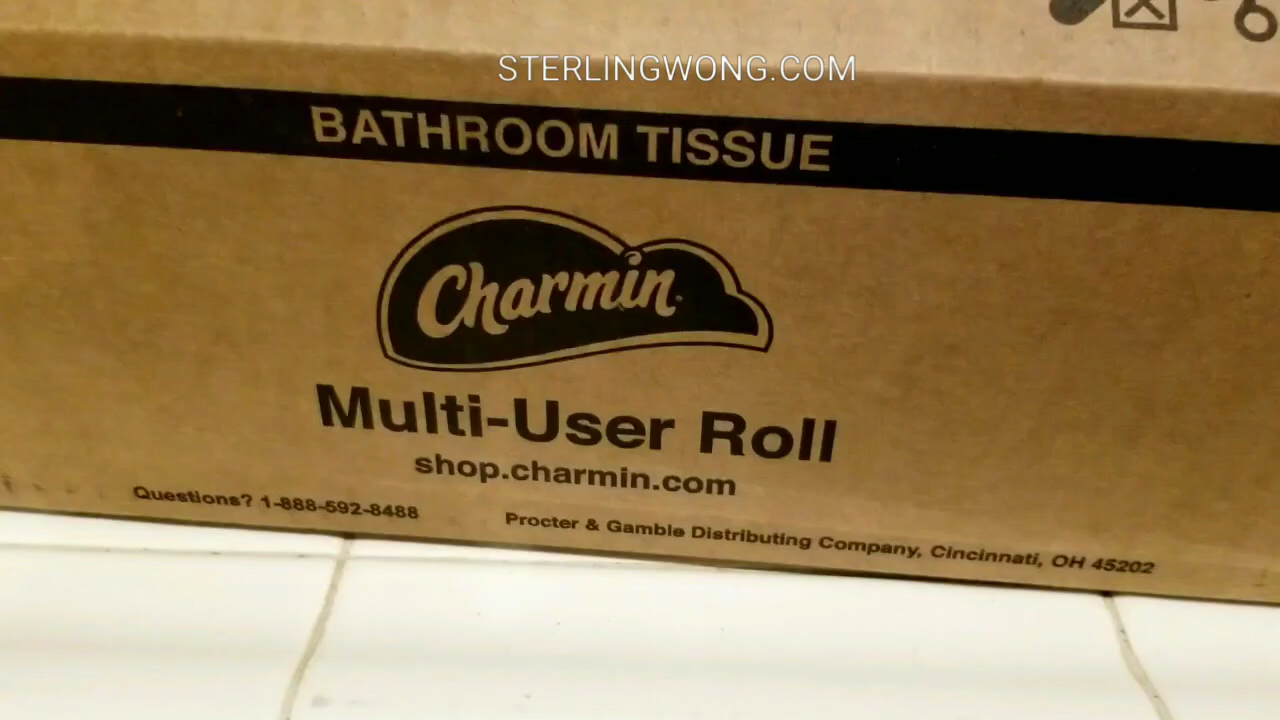 6
STERLINGWONG.COM
BATHROOM TISSUE
Charmin
Multi-User Roll
shop.charmin.com
Questions? 1-888-592-8488
Procter & Gamble Distributing Company, Cincinnati, OH 45202